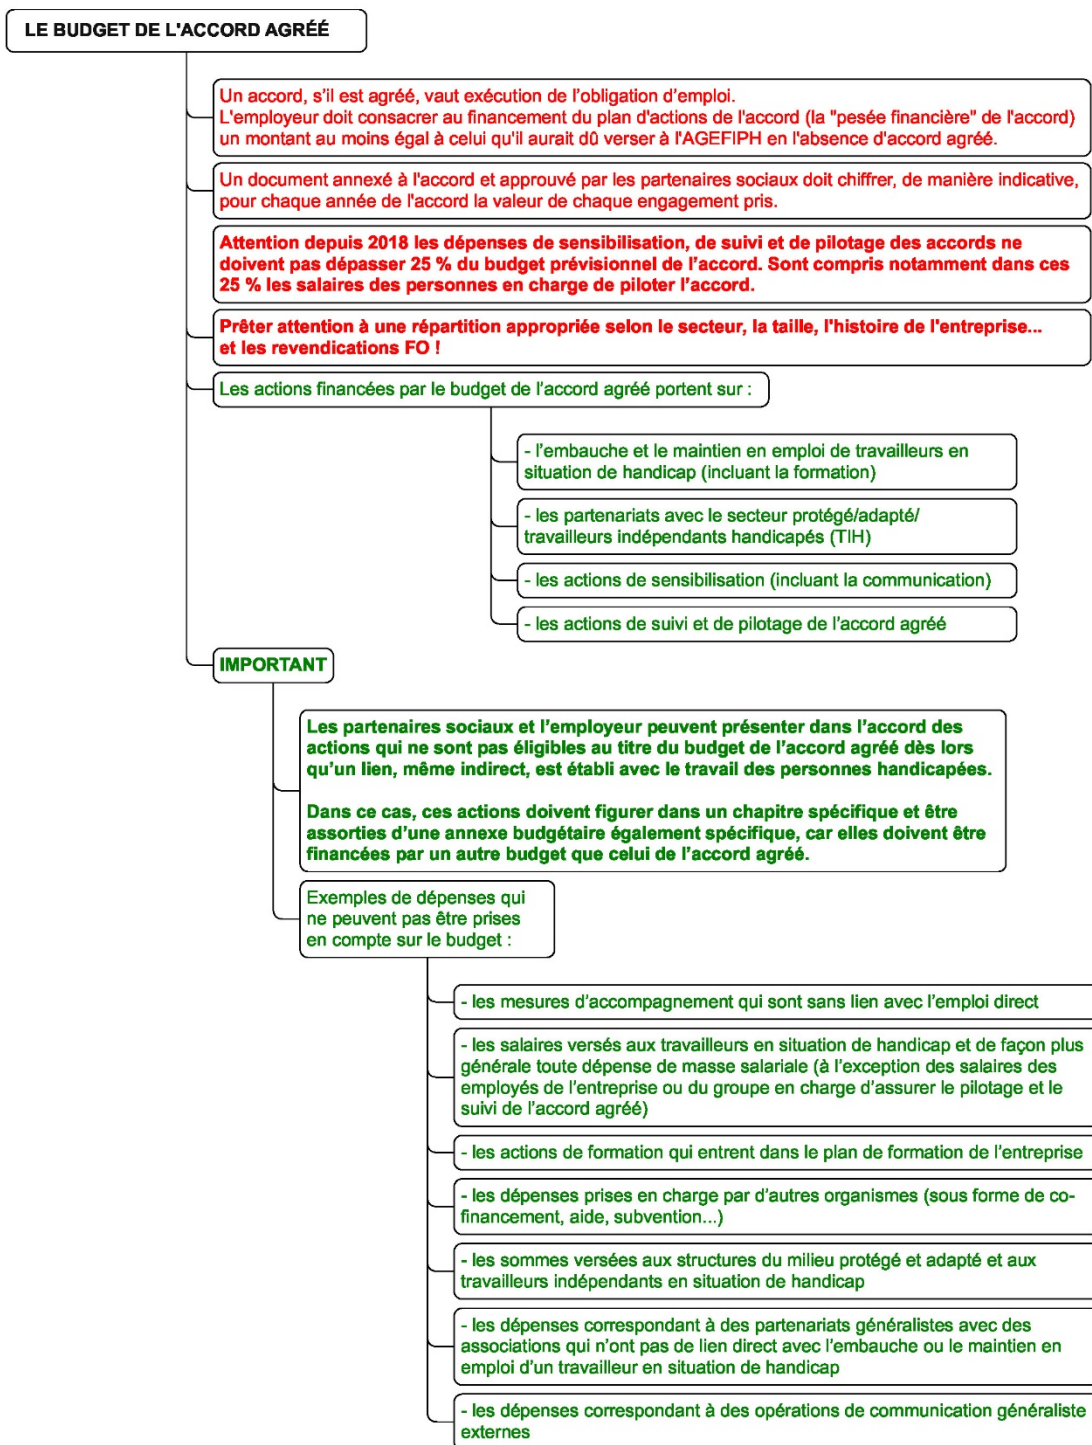 LE BUDGET DE L'ACCORD AGRÉÉ
Un accord, s'il est agréé, vaut exécution de l'obligation d'emploi.
L'employeur doit consacrer au financement du plan d'actions de l'accord (la "pesée financière" de l'accord)
un montant au moins égal à celui qu'il aurait dû verser à l'AGEFIPH en l'absence d'accord agréé.
Un document annexé à l'accord et approuvé par les partenaires sociaux doit chiffrer, de manière indicative,
pour chaque année de l'accord la valeur de chaque engagement pris.
Attention depuis 2018 les dépenses de sensibilisation, de suivi et de pilotage des accords ne
doivent pas dépasser 25 % du budget prévisionnel de l'accord. Sont compris notamment dans ces
25 % les salaires des personnes en charge de piloter l'accord.
Prêter attention à une répartition appropriée selon le secteur, la taille, l'histoire de l'entreprise...
et les revendications FO !
Les actions financées par le budget de l'accord agréé portent sur :
- l'embauche et le maintien en emploi de travailleurs en
situation de handicap (incluant la formation)
- les partenariats avec le secteur protégé/adapté/
travailleurs indépendants handicapés (TIH)
- les actions de sensibilisation (incluant la communication)
- les actions de suivi et de pilotage de l'accord agréé
IMPORTANT
Les partenaires sociaux et l'employeur peuvent présenter dans l'accord des
actions qui ne sont pas éligibles au titre du budget de l'accord agréé dès lors
qu'un lien, même indirect, est établi avec le travail des personnes handicapées.
Dans ce cas, ces actions doivent figurer dans un chapitre spécifique et être
assorties d'une annexe budgétaire également spécifique, car elles doivent être
financées par un autre budget que celui de l'accord agréé.
Exemples de dépenses qui
ne peuvent pas être prises
en compte sur le budget :
- les mesures d'accompagnement qui sont sans lien avec l'emploi direct
- les salaires versés aux travailleurs en situation de handicap et de façon plus
générale toute dépense de masse salariale (à l'exception des salaires des
employés de l'entreprise ou du groupe en charge d'assurer le pilotage et le
suivi de l'accord agréé)
- les actions de formation qui entrent dans le plan de formation de l'entreprise
- les dépenses prises en charge par d'autres organismes (sous forme de co-
financement, aide, subvention...)
- les sommes versées aux structures du milieu protégé et adapté et aux
travailleurs indépendants en situation de handicap
- les dépenses correspondant à des partenariats généralistes avec des
associations qui n'ont pas de lien direct avec l'embauche ou le maintien en
emploi d'un travailleur en situation de handicap
- les dépenses correspondant à des opérations de communication généraliste
externes